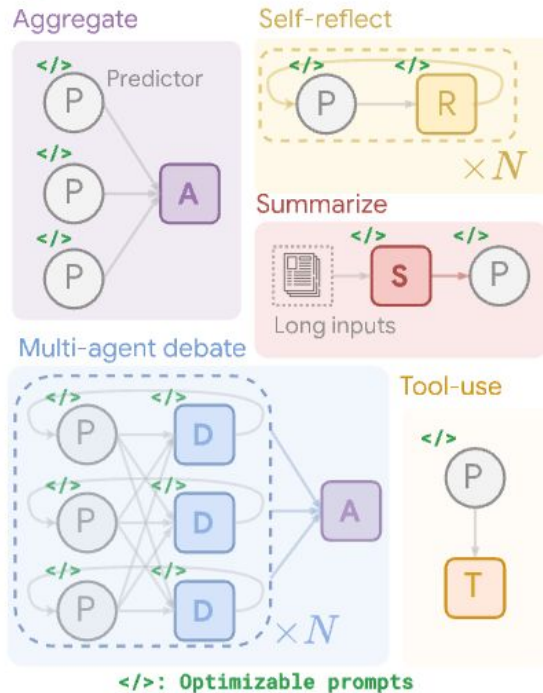 Aggregate
</>
P
Predictor
</>
P
A
</>
P
Self-reflect
</>
</>
P
R
×N
Summarize
</>
</>
S
P
Long inputs
Multi-agent debate
</>
</>
P
D
</>
</>
P
D
A
</>
</>
P
D
×N
Tool-use
</>
P
T
</>: Optimizable prompts